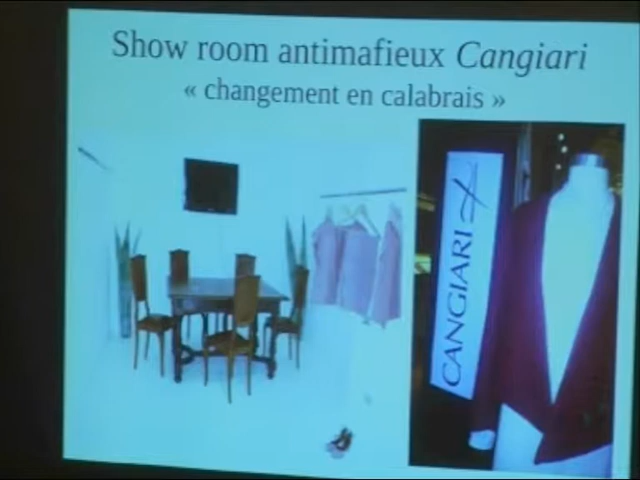 Show room antimafieux Cangiari
« changement en calabrais »
CANGIARI